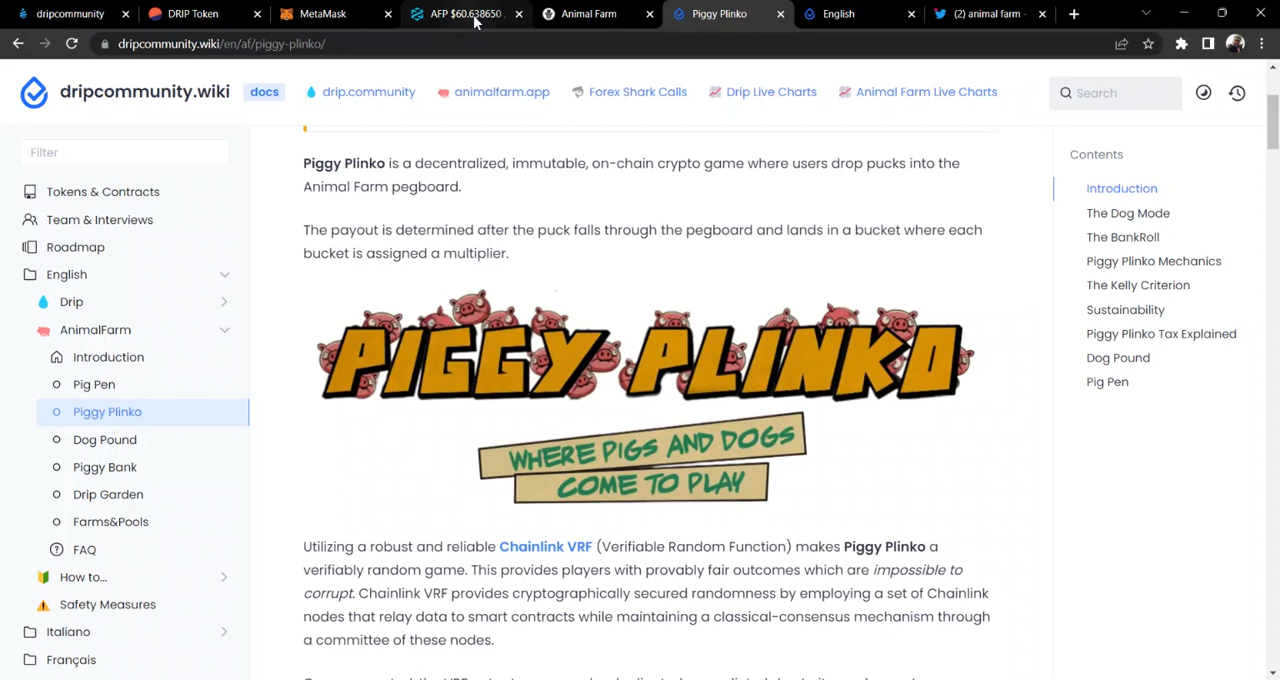 dripcommunity
DRIP Token
MetaMask
AFP $60.638650
Animal Farm
Piggy Plinko
English
(2) animal farm -
dripcommunity.wiki/en/af/piggy-plinko/
dripcommunity.wiki
docs
drip.community
animalfarm.app
Forex Shark Calls
Drip Live Charts
Animal Farm Live Charts
Search
Filter
Tokens & Contracts
Team & Interviews
Roadmap
English
Drip
AnimalFarm
Introduction
Pig Pen
Piggy Plinko
Dog Pound
Piggy Bank
Drip Garden
Farms&Pools
FAQ
How to...
Safety Measures
Italiano
Français
Piggy Plinko is a decentralized, immutable, on-chain crypto game where users drop pucks into the
Animal Farm pegboard.
The payout is determined after the puck falls through the pegboard and lands in a bucket where each
bucket is assigned a multiplier.
PIGGY PLINKO
WHERE PIGS AND DOGS
COME TO PLAY
Utilizing a robust and reliable Chainlink VRF (Verifiable Random Function) makes Piggy Plinko a
verifiably random game. This provides players with provably fair outcomes which are impossible to
corrupt. Chainlink VRF provides cryptographically secured randomness by employing a set of Chainlink
nodes that relay data to smart contracts while maintaining a classical-consensus mechanism through
a committee of these nodes.
Contents
Introduction
The Dog Mode
The BankRoll
Piggy Plinko Mechanics
The Kelly Criterion
Sustainability
Piggy Plinko Tax Explained
Dog Pound
Pig Pen